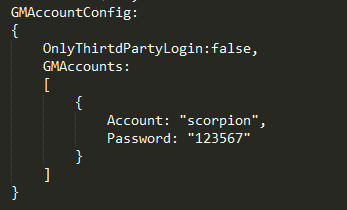 GMAccountConfig:
{
OnlyThirtdPartyLogin:false,
GMAccounts:
[
{
Account: "scorpion",
Password: "123567"
}
]
}